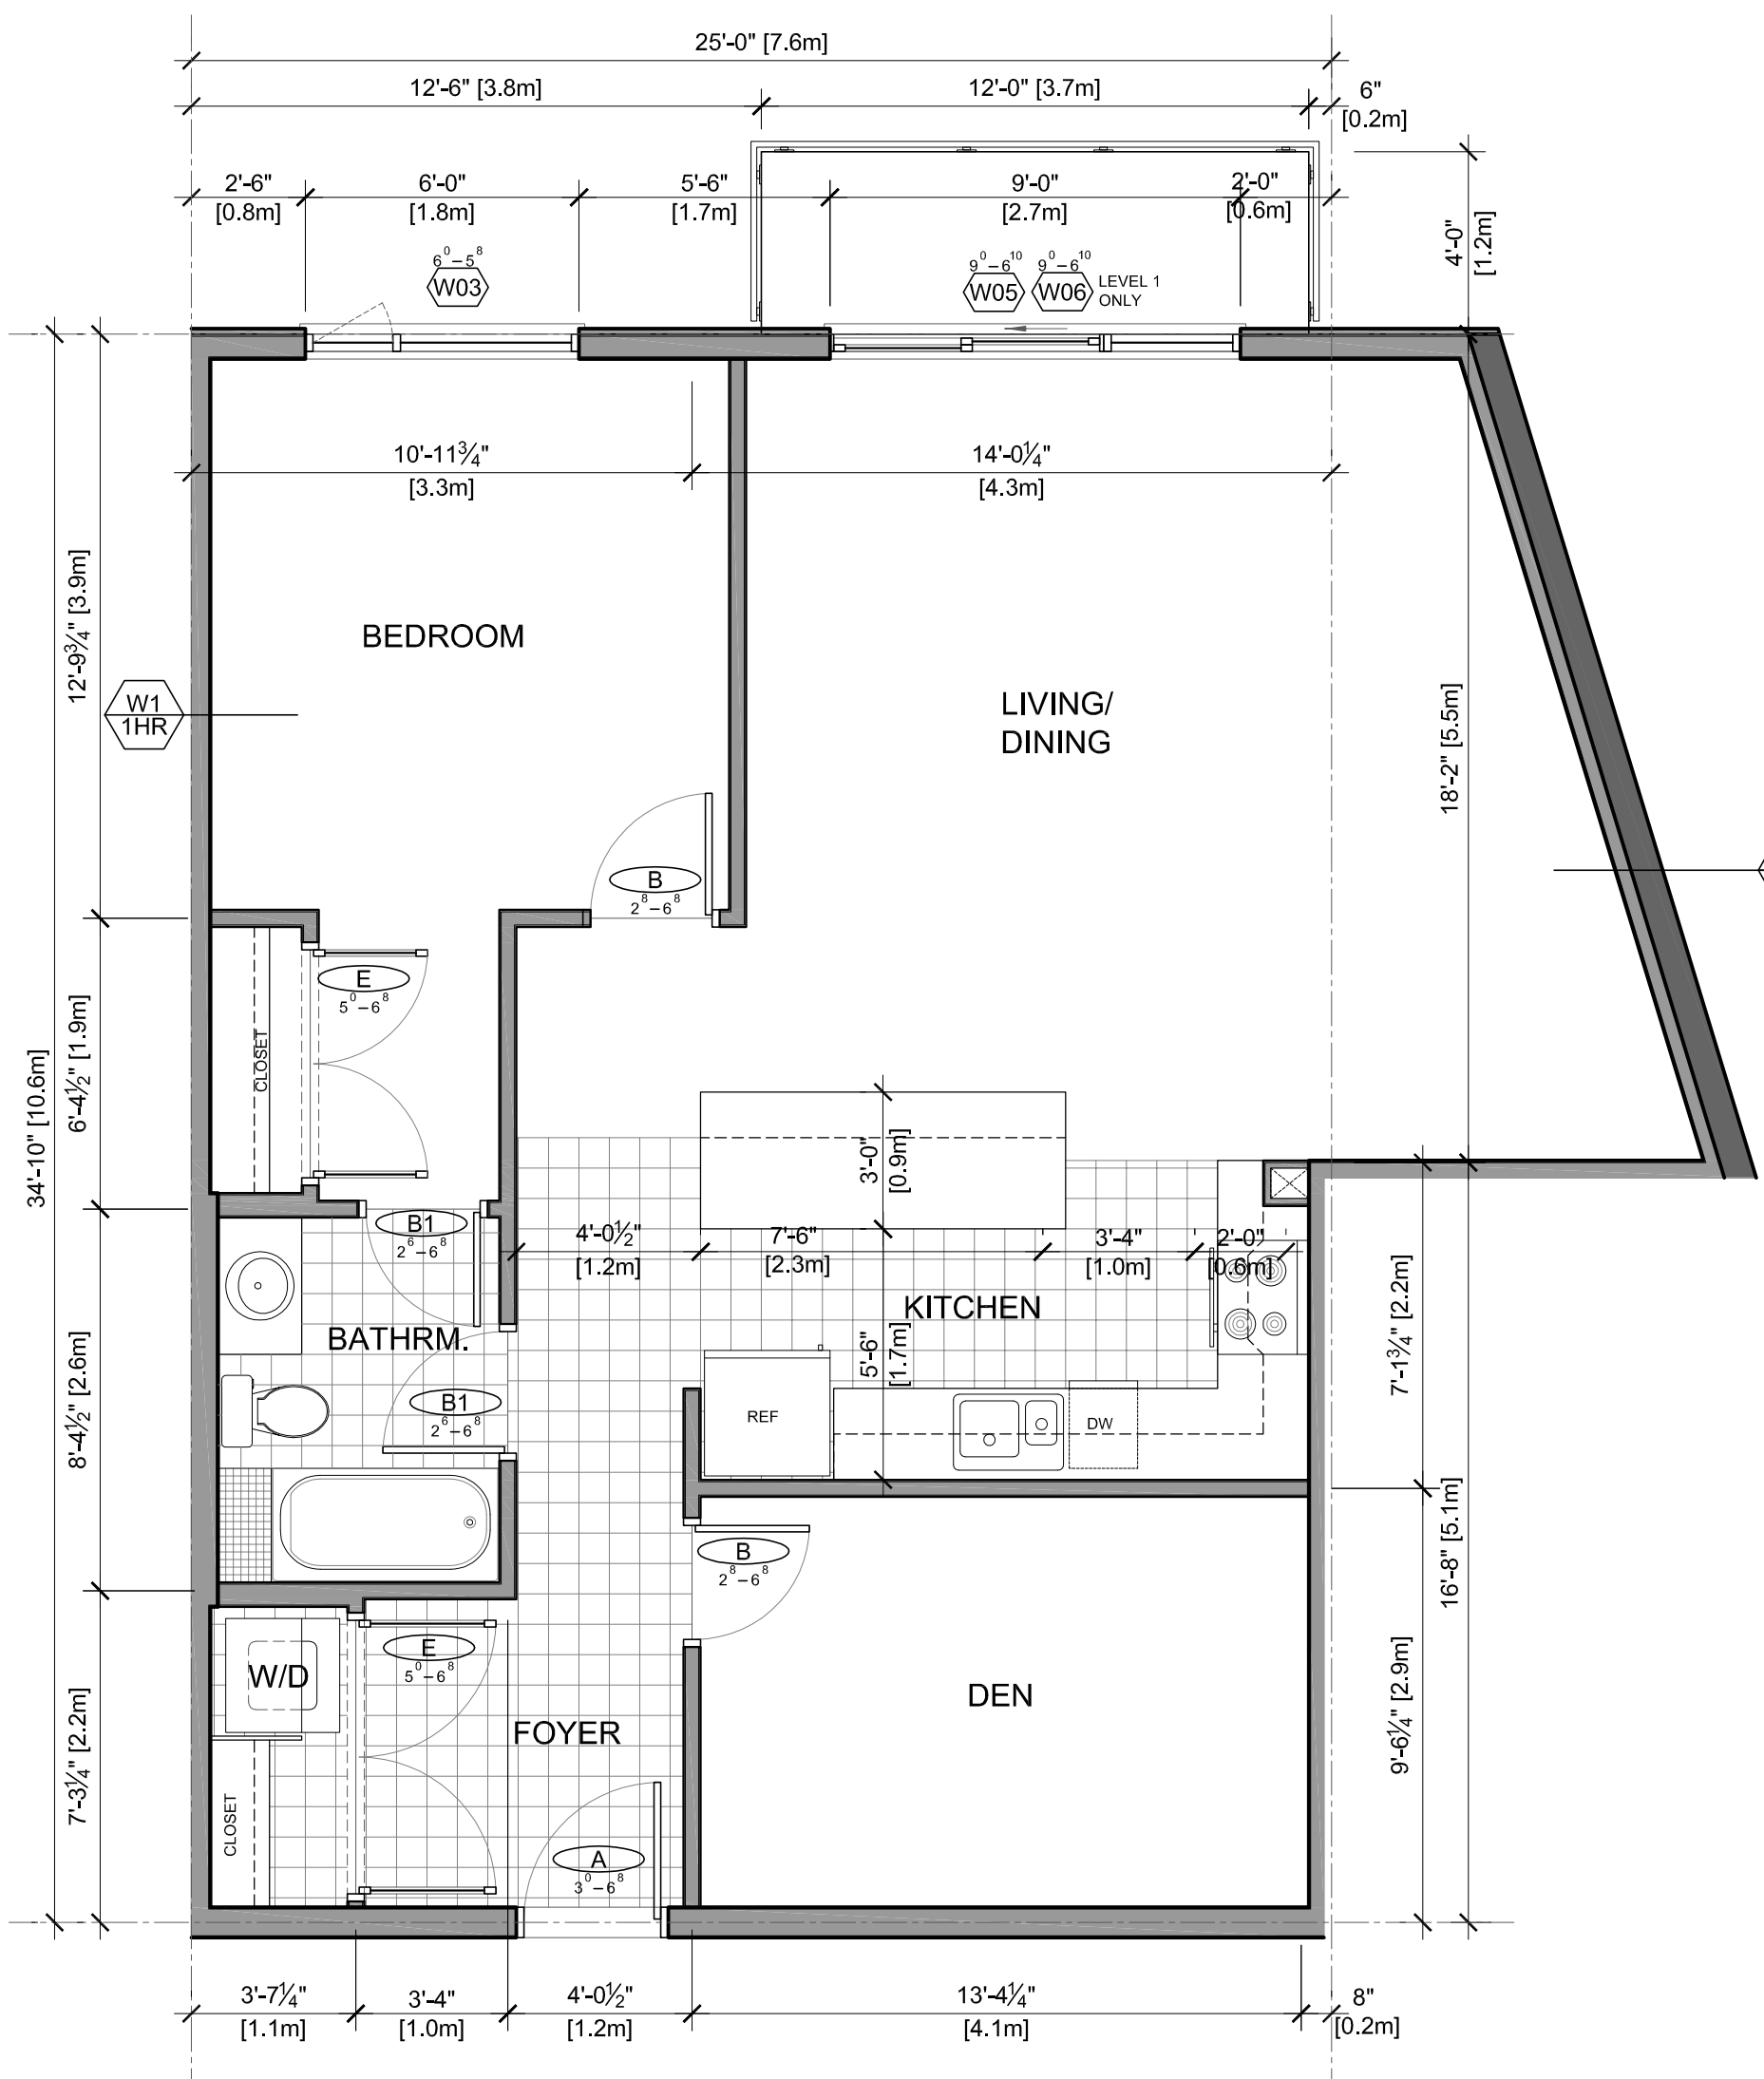 25'-0" [7.6m]
12'-6" [3.8m]
12'-0" [3.7m]
6"
[0.2m]
2'-6"
[0.8m]
6'-0"
[1.8m]
5'-6"
[1.7m]
9'-0"
[2.7m]
2'-0"
[0.6m]
4'-0"
[1.2m]
6⁰–5⁸
W03
9⁰–6¹⁰
W05
9⁰–6¹⁰
W06
LEVEL 1
ONLY
10'-11¾"
[3.3m]
14'-0¼"
[4.3m]
12'-9¾" [3.9m]
BEDROOM
LIVING/
DINING
W1
1HR
18'-2" [5.5m]
B
2⁸–6⁸
E
5⁰–6⁸
CLOSET
6'-4½" [1.9m]
34'-10" [10.6m]
3'-0"
[0.9m]
B1
2⁶–6⁸
4'-0½"
[1.2m]
7'-6"
[2.3m]
3'-4"
[1.0m]
2'-0"
[0.6m]
KITCHEN
BATHRM.
5'-6"
[1.7m]
7'-1¾" [2.2m]
8'-4½" [2.6m]
B1
2⁶–6⁸
REF
DW
16'-8" [5.1m]
B
2⁸–6⁸
E
5⁰–6⁸
W/D
FOYER
DEN
9'-6¼" [2.9m]
7'-3¼" [2.2m]
CLOSET
A
3⁰–6⁸
3'-7¼"
[1.1m]
3'-4"
[1.0m]
4'-0½"
[1.2m]
13'-4¼"
[4.1m]
8"
[0.2m]